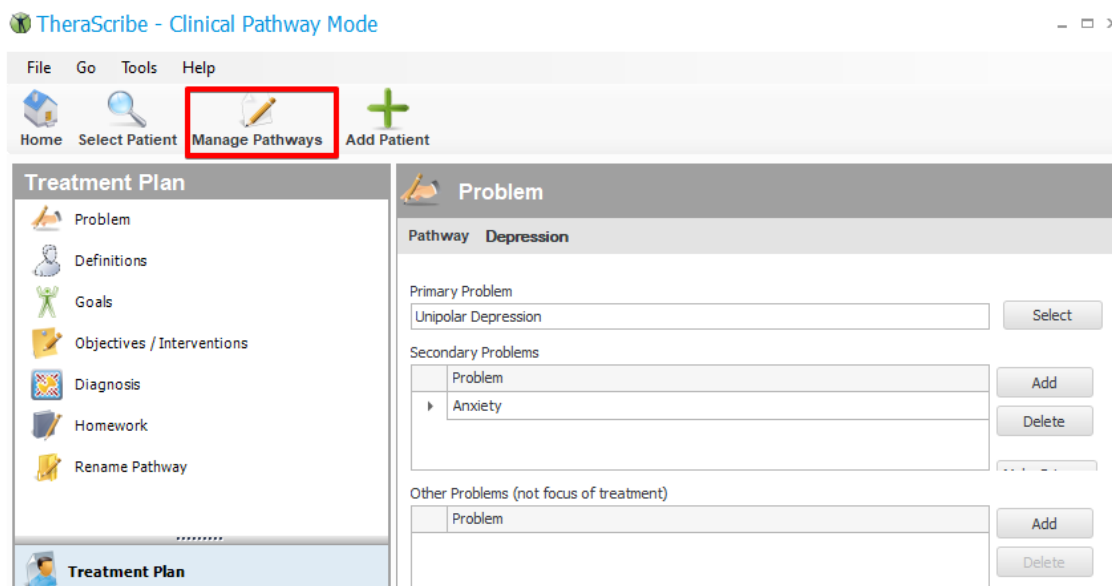 TheraScribe - Clinical Pathway Mode
File Go Tools Help
Home Select Patient Manage Pathways Add Patient
Treatment Plan
Problem
Definitions
Goals
Objectives / Interventions
Diagnosis
Homework
Rename Pathway
Treatment Plan
Problem
Pathway Depression
Primary Problem
Unipolar Depression Select
Secondary Problems
Problem Add
Anxiety
Delete
Other Problems (not focus of treatment)
Problem Add
Delete